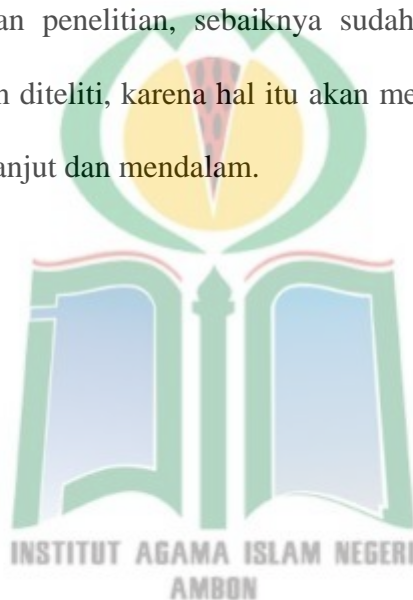 an penelitian, sebaiknya sudah
diteliti, karena hal itu akan me
anjut dan mendalam.
INSTITUT AGAMA ISLAM NEGERI
AMBON